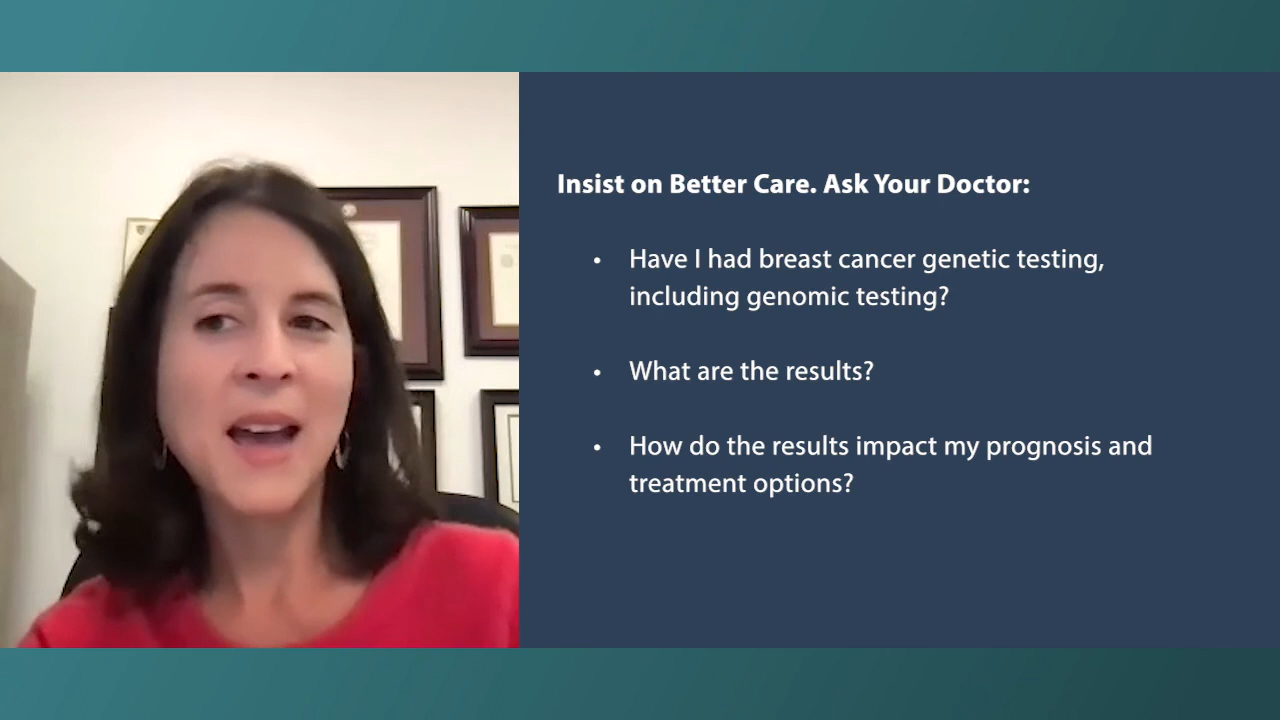 Insist on Better Care. Ask Your Doctor:
• Have I had breast cancer genetic testing,
including genomic testing?
• What are the results?
• How do the results impact my prognosis and
treatment options?